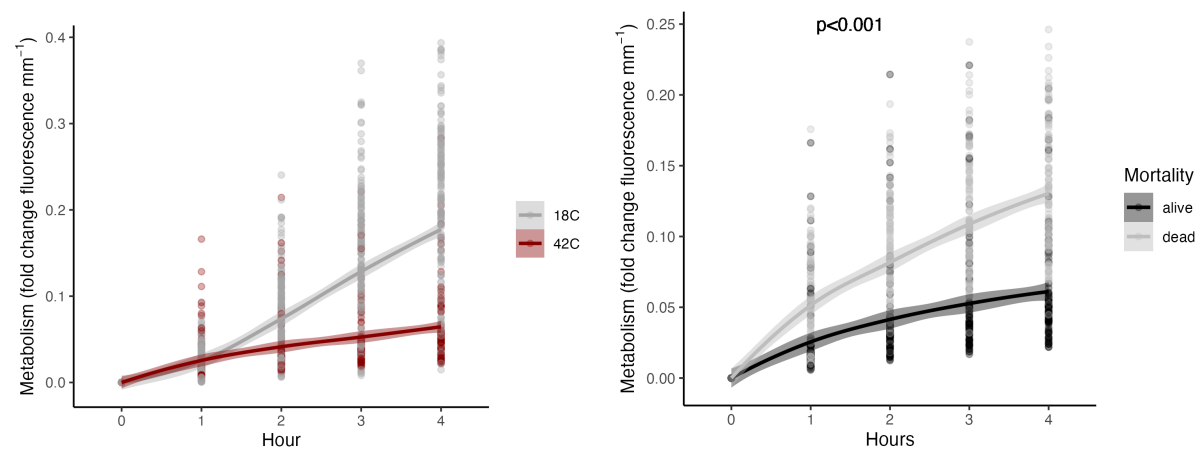 Metabolism (fold change fluorescence mm⁻¹)
0.4
0.3
0.2
0.1
0.0
0 1 2 3 4
Hour
18C
42C
p<0.001
Metabolism (fold change fluorescence mm⁻¹)
0.25
0.20
0.15
0.10
0.05
0.00
0 1 2 3 4
Hours
Mortality
alive
dead